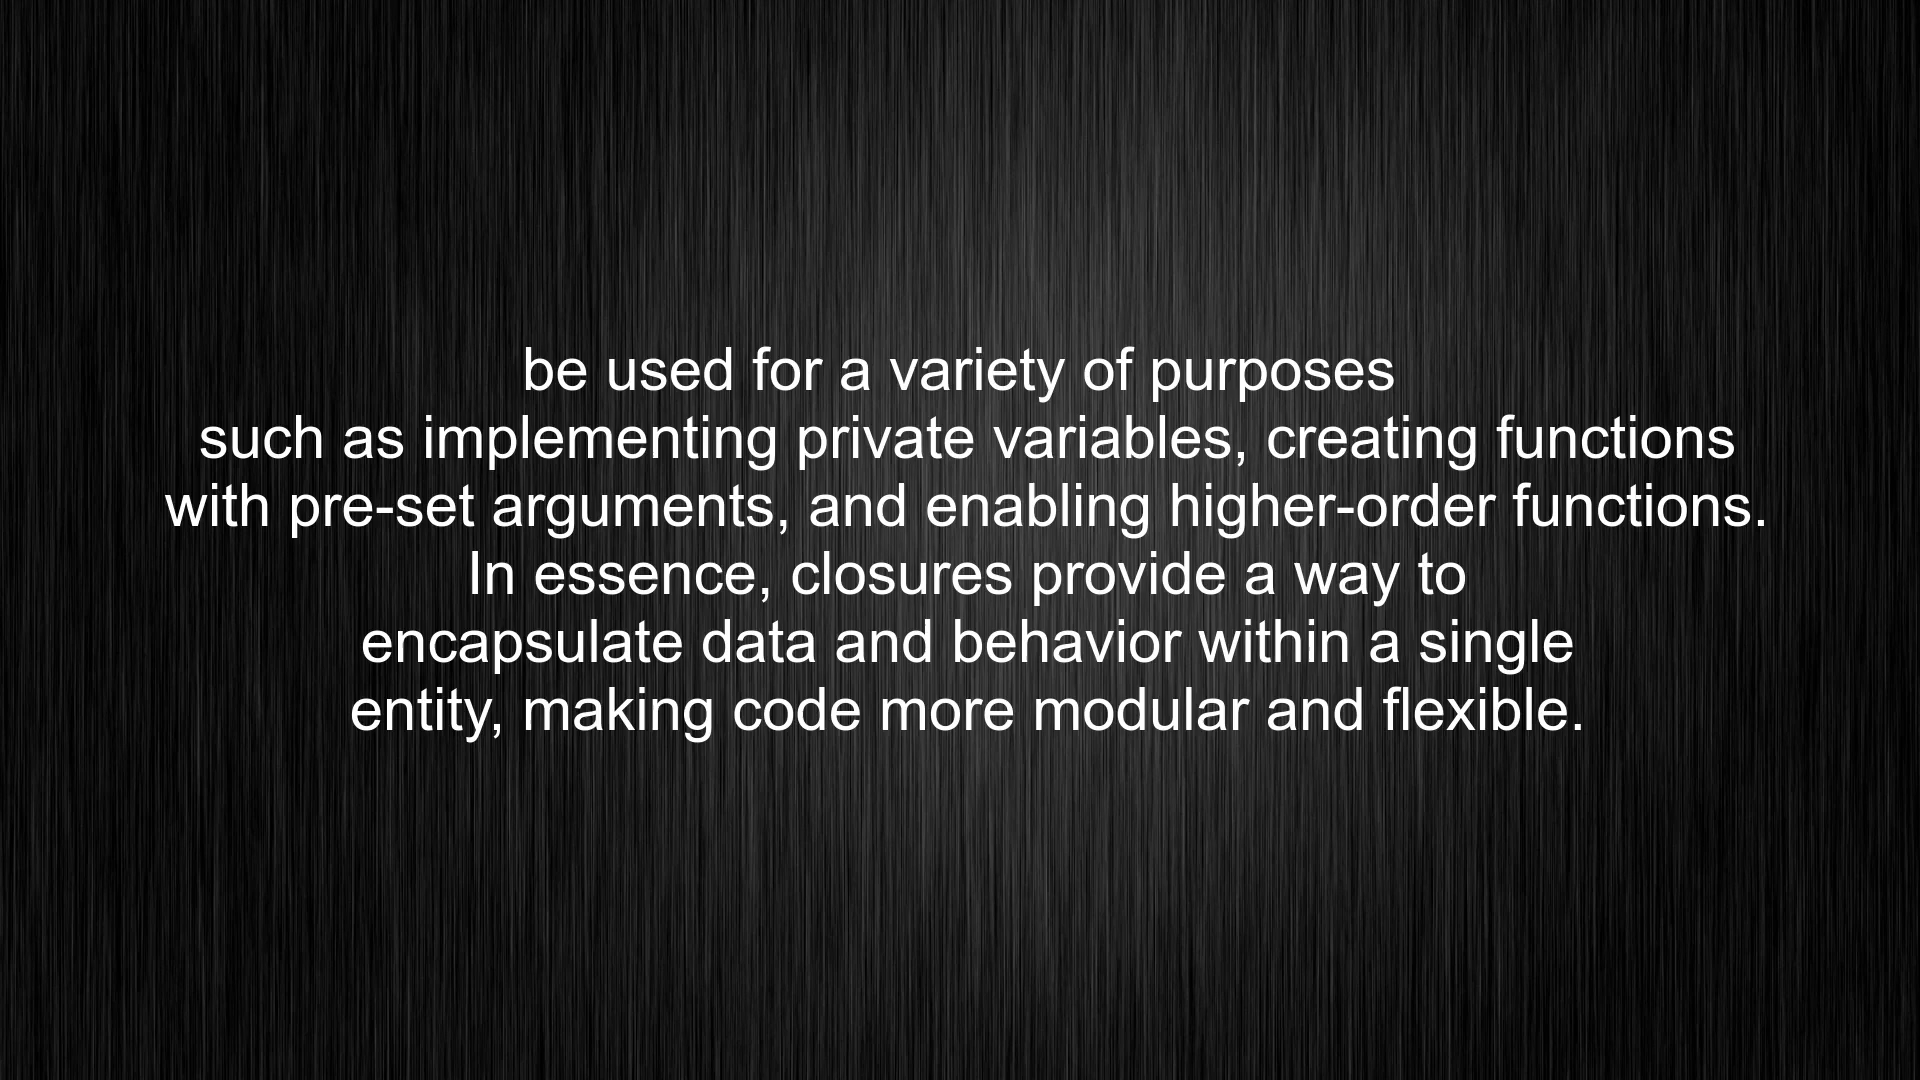 be used for a variety of purposes
such as implementing private variables, creating functions
with pre-set arguments, and enabling higher-order functions.
In essence, closures provide a way to
encapsulate data and behavior within a single
entity, making code more modular and flexible.